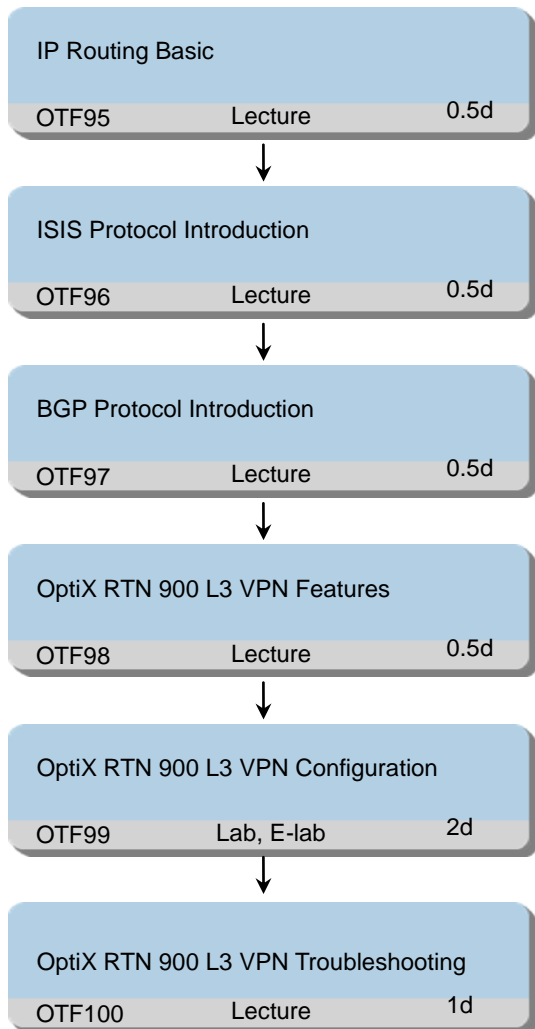 IP Routing Basic
OTF95 Lecture 0.5d
ISIS Protocol Introduction
OTF96 Lecture 0.5d
BGP Protocol Introduction
OTF97 Lecture 0.5d
OptiX RTN 900 L3 VPN Features
OTF98 Lecture 0.5d
OptiX RTN 900 L3 VPN Configuration
OTF99 Lab, E-lab 2d
OptiX RTN 900 L3 VPN Troubleshooting
OTF100 Lecture 1d